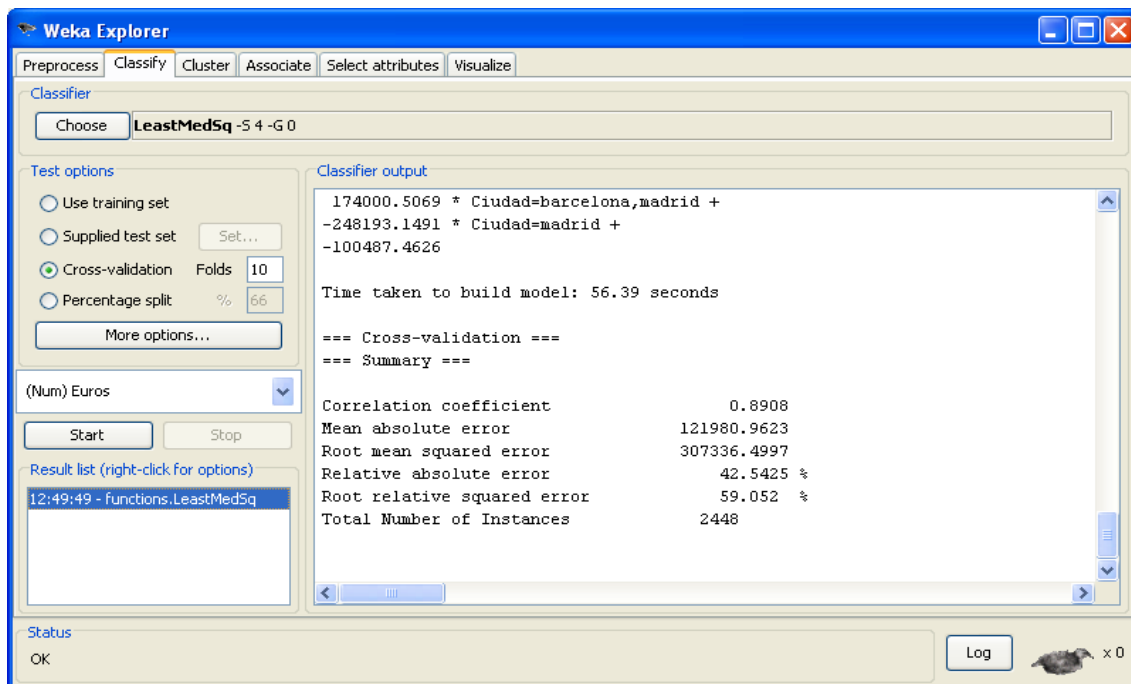 Weka Explorer
Preprocess Classify Cluster Associate Select attributes Visualize
Classifier
Choose LeastMedSq -S 4 -G 0
Test options
Use training set
Supplied test set Set...
Cross-validation Folds 10
Percentage split % 66
More options...
(Num) Euros
Start Stop
Result list (right-click for options)
12:49:49 - functions.LeastMedSq
Classifier output
174000.5069 * Ciudad=barcelona,madrid +
-248193.1491 * Ciudad=madrid +
-100487.4626
Time taken to build model: 56.39 seconds
=== Cross-validation ===
=== Summary ===
Correlation coefficient 0.8908
Mean absolute error 121980.9623
Root mean squared error 307336.4997
Relative absolute error 42.5425 %
Root relative squared error 59.052 %
Total Number of Instances 2448
Status
OK
Log
x 0